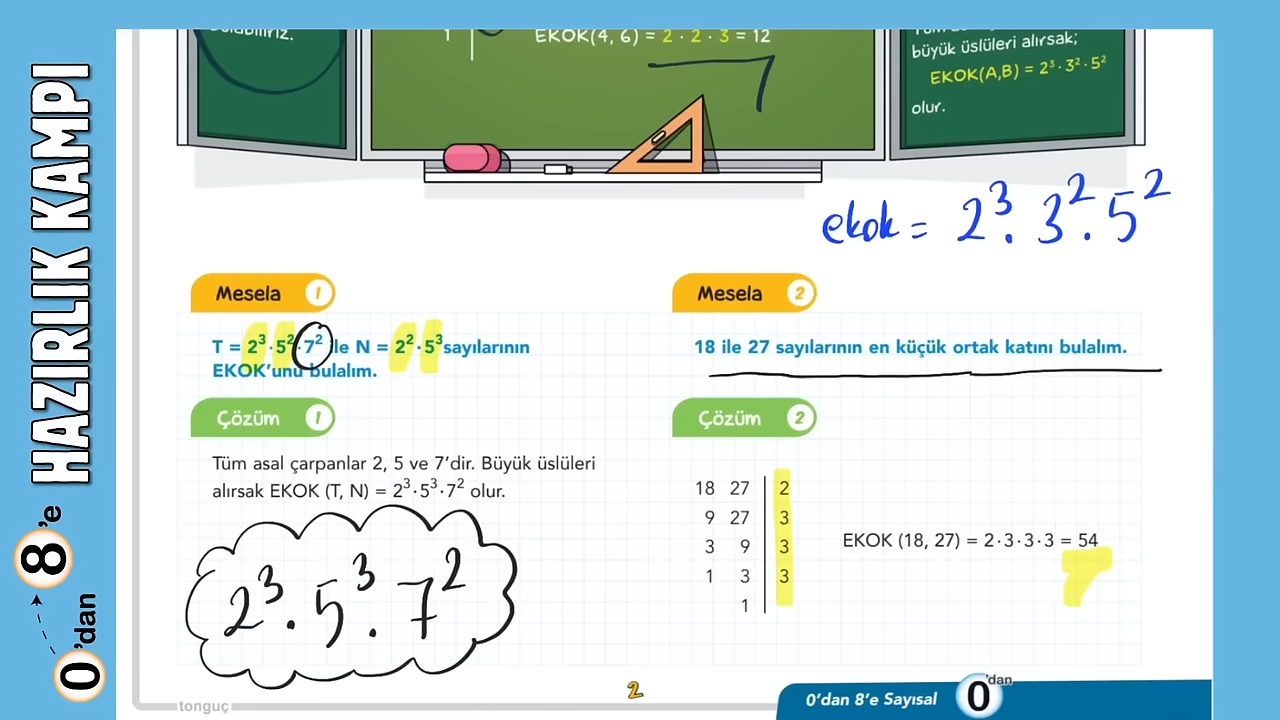 0'dan 8'e HAZIRLIK KAMPI
1
EKOK(4, 6) = 2 · 2 · 3 = 12
büyük üslüleri alırsak;
EKOK(A,B) = 2³·3²·5²
olur.
ekok = 2³ . 3² . 5²
Mesela 1
T = 2³·5²·7² ile N = 2²·5³ sayılarının
EKOK'unu bulalım.
Çözüm 1
Tüm asal çarpanlar 2, 5 ve 7'dir. Büyük üslüleri
alırsak EKOK (T, N) = 2³·5³·7² olur.
2³ . 5³ . 7²
Mesela 2
18 ile 27 sayılarının en küçük ortak katını bulalım.
Çözüm 2
18 27 2
9 27 3
3 9 3
1 3 3
1
EKOK (18, 27) = 2·3·3·3 = 54
tonguç
2
0'dan 8'e Sayısal
0'dan